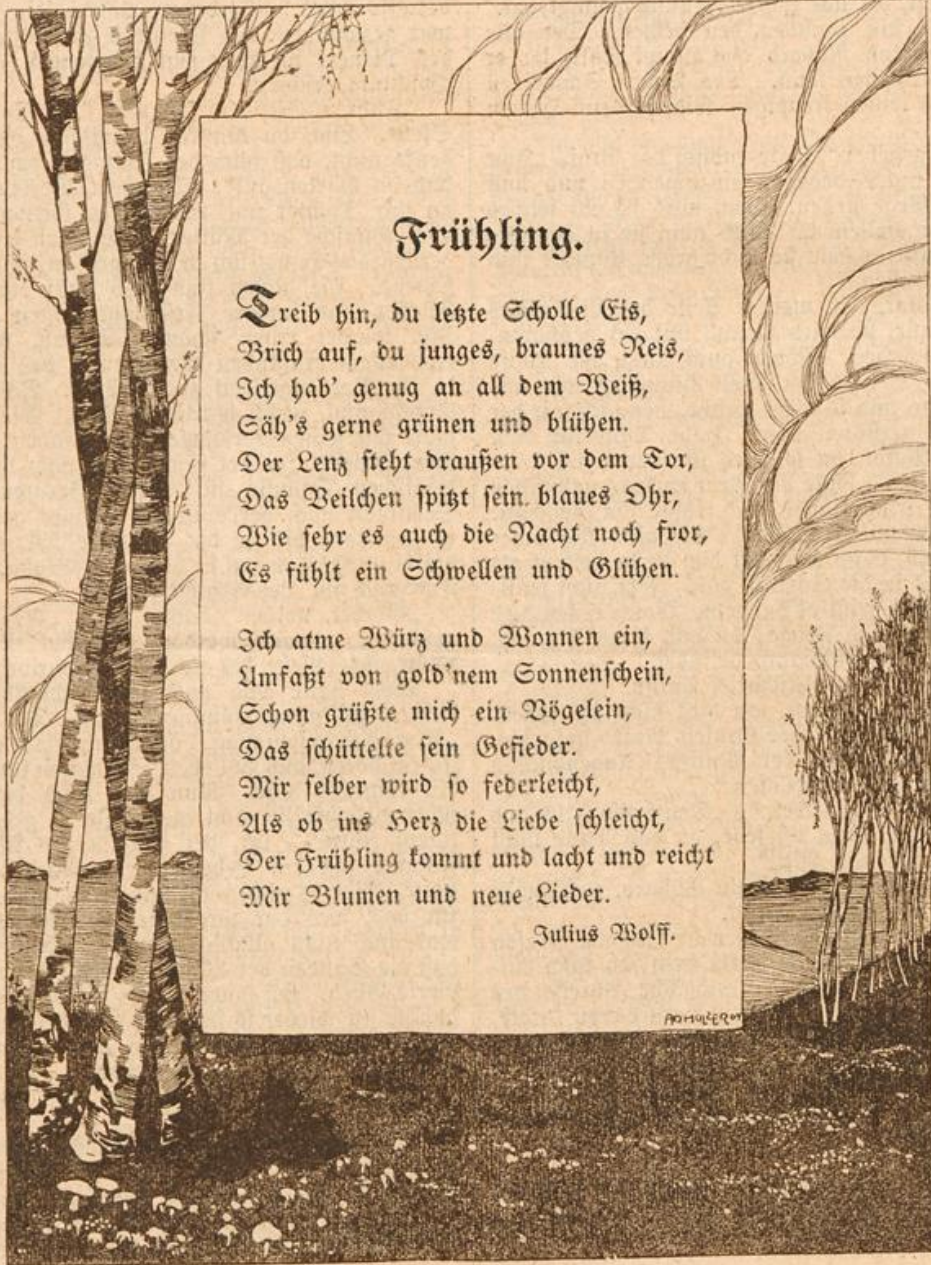 Frühling.
Treib hin, du letzte Scholle Eis,
Brich auf, du junges, braunes Reis,
Ich hab' genug an all dem Weiß,
Säh's gerne grünen und blühen.
Der Lenz steht draußen vor dem Tor,
Das Veilchen spitzt sein blaues Ohr,
Wie sehr es auch die Nacht noch fror,
Es fühlt ein Schwellen und Glühen.
Ich atme Würz und Wonnen ein,
Umfaßt von gold'nem Sonnenschein,
Schon grüßte mich ein Vögelein,
Das schüttelte sein Gefieder.
Mir selber wird so federleicht,
Als ob ins Herz die Liebe schleicht,
Der Frühling kommt und lacht und reicht
Mir Blumen und neue Lieder.
Julius Wolff.